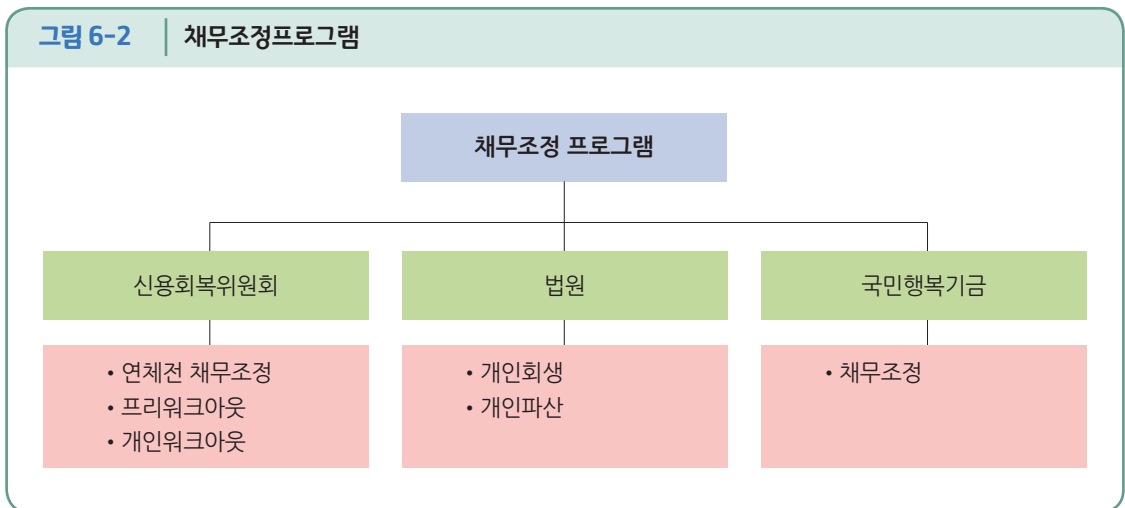 그림 6-2 채무조정프로그램
채무조정 프로그램
신용회복위원회
• 연체전 채무조정
• 프리워크아웃
• 개인워크아웃
법원
• 개인회생
• 개인파산
국민행복기금
• 채무조정